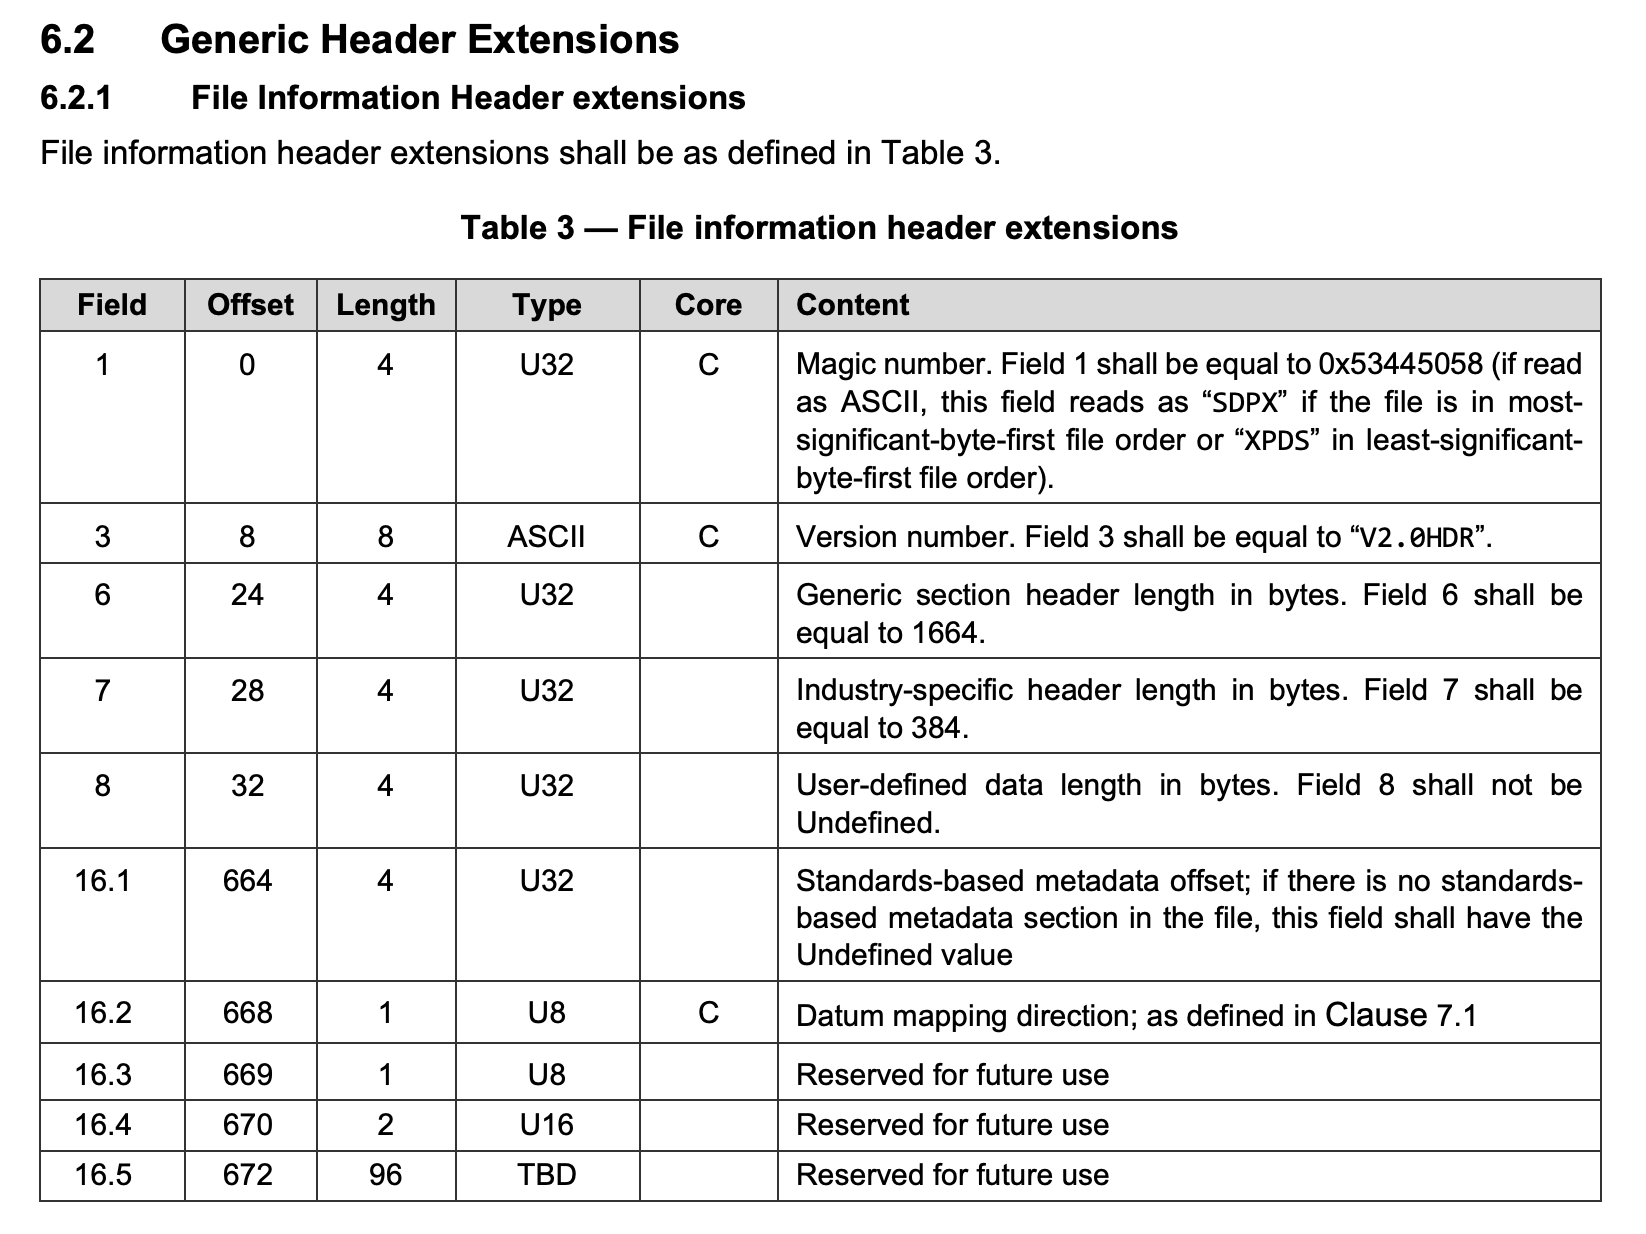 6.2 Generic Header Extensions
6.2.1 File Information Header extensions
File information header extensions shall be as defined in Table 3.
Table 3 — File information header extensions
Field Offset Length Type Core Content
1 0 4 U32 C Magic number. Field 1 shall be equal to 0x53445058 (if read
as ASCII, this field reads as “SDPX” if the file is in most-
significant-byte-first file order or “XPDS” in least-significant-
byte-first file order).
3 8 8 ASCII C Version number. Field 3 shall be equal to “V2.0HDR”.
6 24 4 U32 Generic section header length in bytes. Field 6 shall be
equal to 1664.
7 28 4 U32 Industry-specific header length in bytes. Field 7 shall be
equal to 384.
8 32 4 U32 User-defined data length in bytes. Field 8 shall not be
Undefined.
16.1 664 4 U32 Standards-based metadata offset; if there is no standards-
based metadata section in the file, this field shall have the
Undefined value
16.2 668 1 U8 C Datum mapping direction; as defined in Clause 7.1
16.3 669 1 U8 Reserved for future use
16.4 670 2 U16 Reserved for future use
16.5 672 96 TBD Reserved for future use